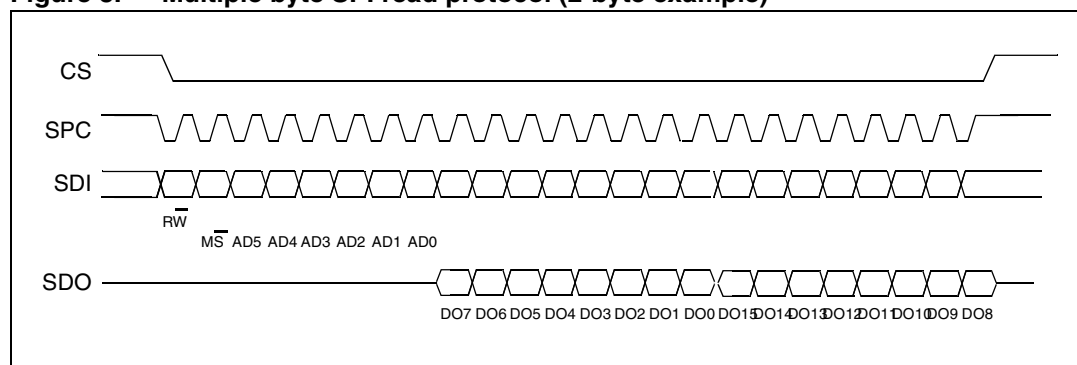 Figure 8. Multiple byte SPI read protocol (2-byte example)
CS
SPC
SDI
RW
MS AD5 AD4 AD3 AD2 AD1 AD0
SDO
DO7 DO6 DO5 DO4 DO3 DO2 DO1 DO0 DO15 DO14 DO13 DO12 DO11 DO10 DO9 DO8